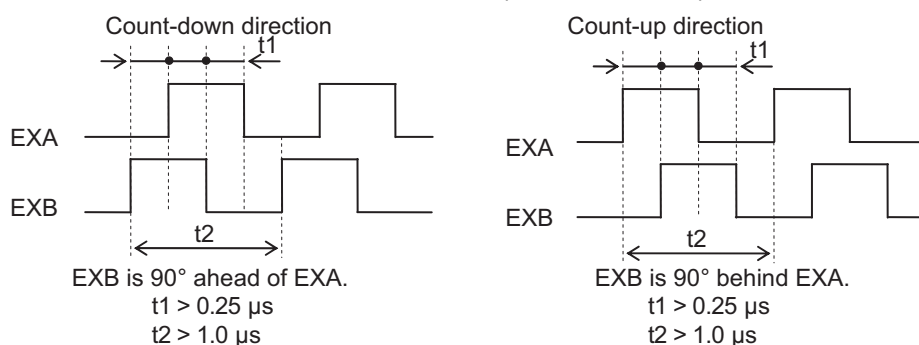 Count-down direction
t1
EXA
EXB
t2
EXB is 90° ahead of EXA.
t1 > 0.25 µs
t2 > 1.0 µs
Count-up direction
t1
EXA
EXB
t2
EXB is 90° behind EXA.
t1 > 0.25 µs
t2 > 1.0 µs